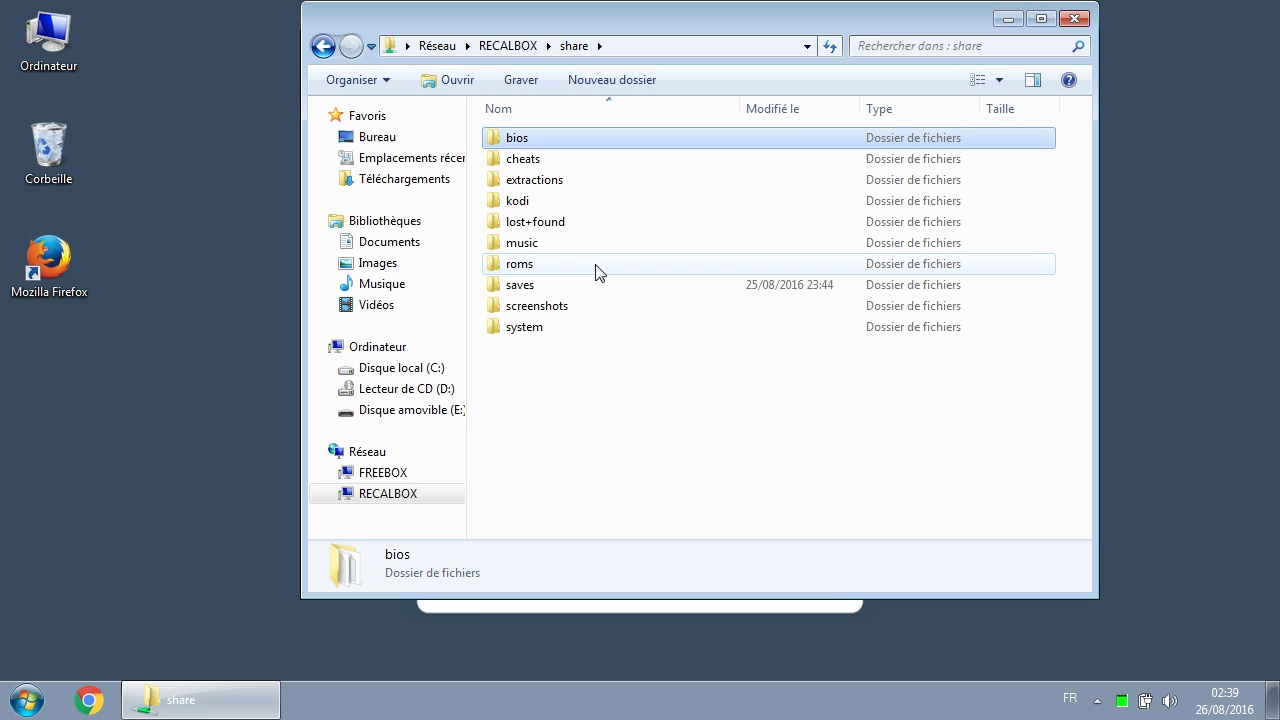 Ordinateur
Corbeille
Mozilla Firefox
Réseau RECALBOX share
Rechercher dans : share
Organiser Ouvrir Graver Nouveau dossier
Favoris
Bureau
Emplacements récer
Téléchargements
Bibliothèques
Documents
Images
Musique
Vidéos
Ordinateur
Disque local (C:)
Lecteur de CD (D:)
Disque amovible (E:)
Réseau
FREEBOX
RECALBOX
Nom Modifié le Type Taille
bios Dossier de fichiers
cheats Dossier de fichiers
extractions Dossier de fichiers
kodi Dossier de fichiers
lost+found Dossier de fichiers
music Dossier de fichiers
roms Dossier de fichiers
saves 25/08/2016 23:44 Dossier de fichiers
screenshots Dossier de fichiers
system Dossier de fichiers
bios
Dossier de fichiers
share
FR
02:39
26/08/2016